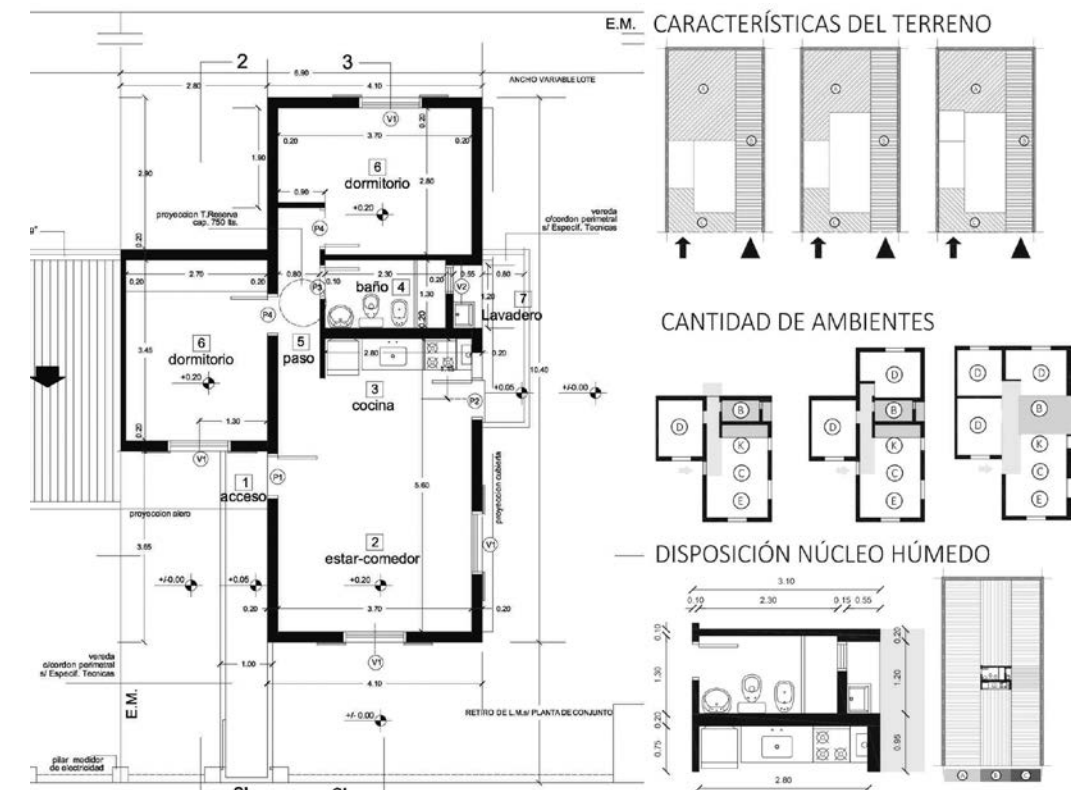 E.M.
CARACTERÍSTICAS DEL TERRENO
2
3
6.90
2.80
4.10
ANCHO VARIABLE LOTE
V1
0.20
3.70
0.20
1.90
2.90
6
dormitorio
2.80
0.90
+0.20
proyeccion T.Reserva
cap. 750 lts.
P4
vereda
c/cordon perimetral
s/ Especif. Tecnicas
0.20
2.70
0.20
0.20
0.80
0.10
2.30
0.20
0.55
0.80
P3
baño
4
1.30
V2
1.20
7
Lavadero
P4
0.20
3.45
6
dormitorio
+0.20
5
paso
2.80
0.20
3
cocina
10.40
+0.05
+/-0.00
P2
1.30
0.20
V1
P1
1
acceso
5.60
proyeccion alero
proyección cubierta
3.65
2
estar-comedor
V1
+/-0.00
+0.05
+0.20
0.20
3.70
0.20
vereda
c/cordon perimetral
s/ Especif. Tecnicas
1.00
V1
4.10
E.M.
+/- 0.00
RETIRO DE L.M.s/ PLANTA DE CONJUNTO
pilar medidor
de electricidad
CANTIDAD DE AMBIENTES
D
B
K
C
E
D
D
B
K
C
E
D
D
D
B
K
C
E
DISPOSICIÓN NÚCLEO HÚMEDO
3.10
0.10
2.30
0.15
0.55
0.10
1.30
0.20
0.75
0.20
1.20
0.95
2.80
A
B
C